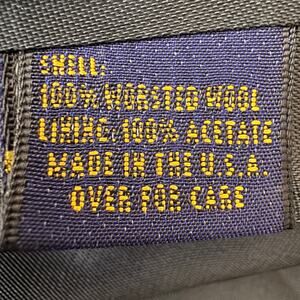 SHELL:
100% WORSTED WOOL
LINING: 100% ACETATE
MADE IN THE U.S.A.
OVER FOR CARE